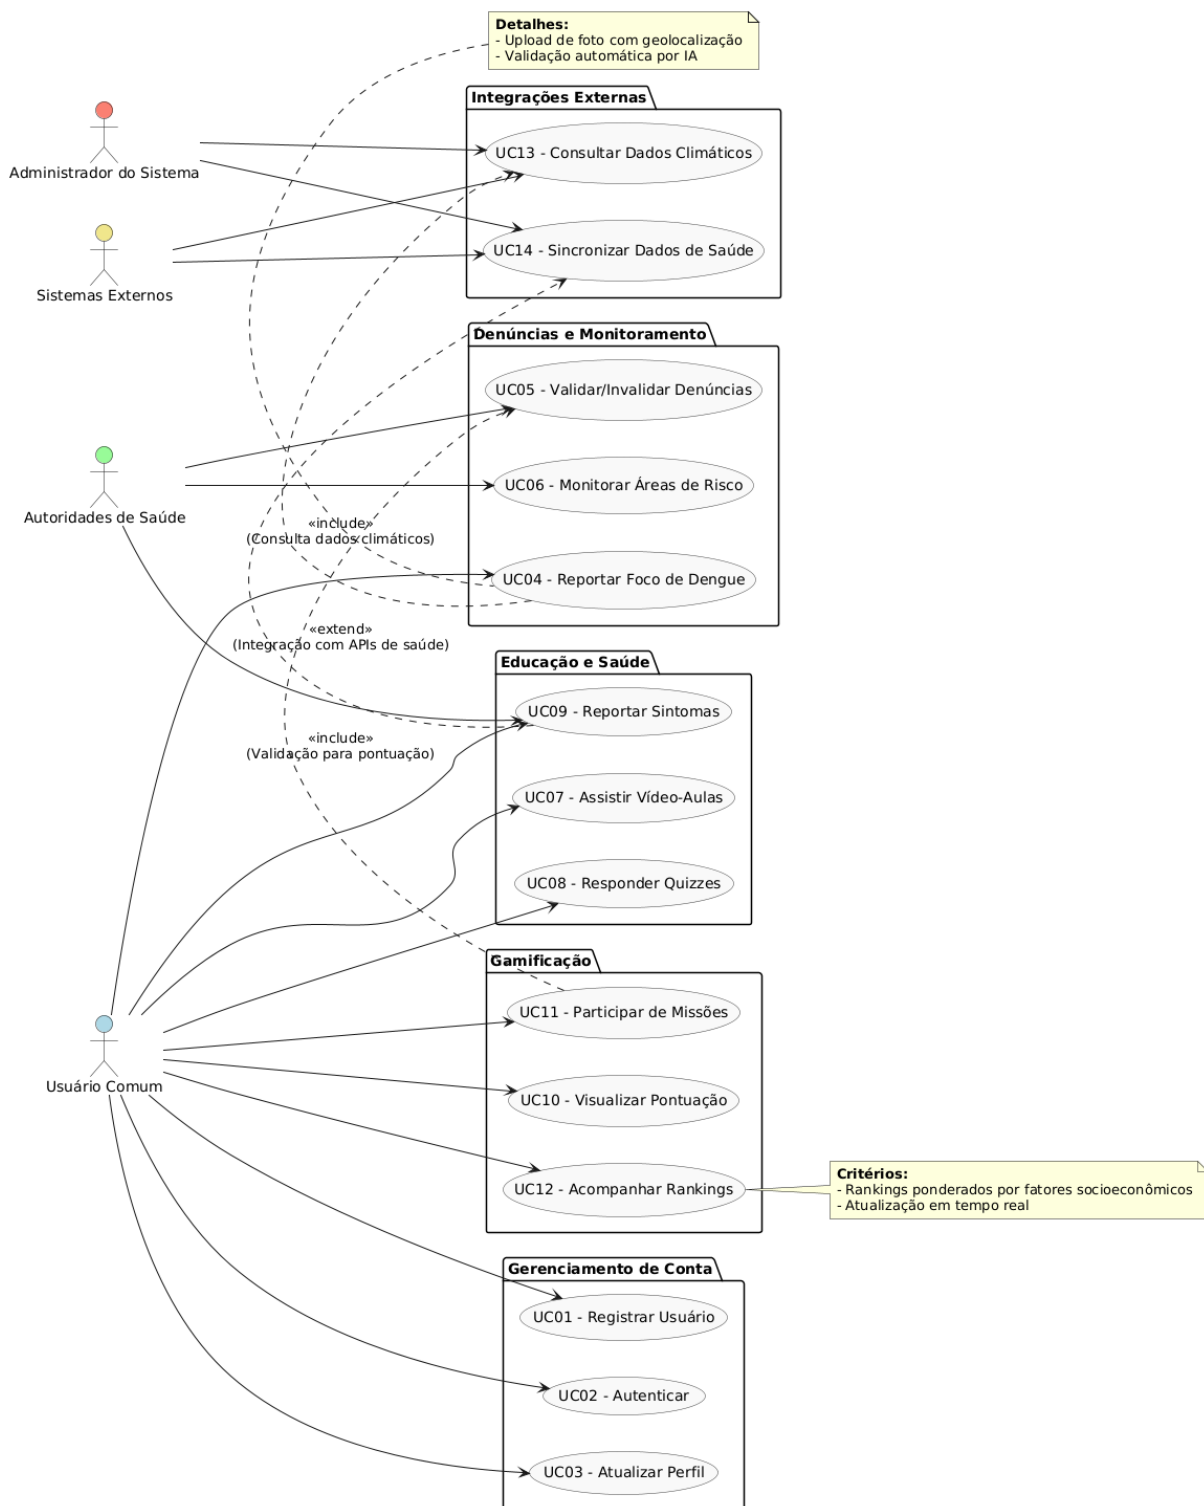 Detalhes:
- Upload de foto com geolocalização
- Validação automática por IA
Integrações Externas
UC13 - Consultar Dados Climáticos
Administrador do Sistema
UC14 - Sincronizar Dados de Saúde
Sistemas Externos
Denúncias e Monitoramento
UC05 - Validar/Invalidar Denúncias
UC06 - Monitorar Áreas de Risco
Autoridades de Saúde
«include»
(Consulta dados climáticos)
UC04 - Reportar Foco de Dengue
«extend»
(Integração com APIs de saúde)
Educação e Saúde
UC09 - Reportar Sintomas
«include»
(Validação para pontuação)
UC07 - Assistir Vídeo-Aulas
UC08 - Responder Quizzes
Gamificação
UC11 - Participar de Missões
Usuário Comum
UC10 - Visualizar Pontuação
UC12 - Acompanhar Rankings
Critérios:
- Rankings ponderados por fatores socioeconômicos
- Atualização em tempo real
Gerenciamento de Conta
UC01 - Registrar Usuário
UC02 - Autenticar
UC03 - Atualizar Perfil